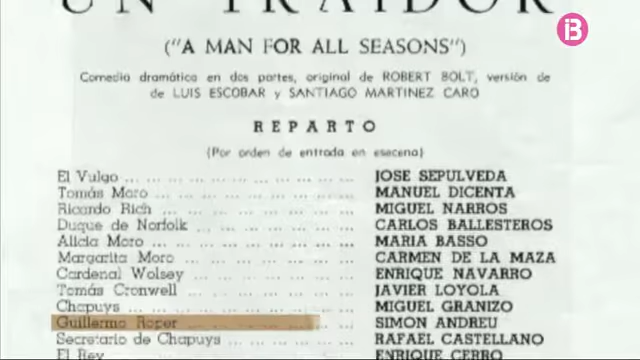 UN TRAIDOR
("A MAN FOR ALL SEASONS")
Comedia dramática en dos partes, original de ROBERT BOLT, versión de
de LUIS ESCOBAR y SANTIAGO MARTINEZ CARO
REPARTO
(Por orden de entrada en esecena)
El Vulgo ... JOSE SEPULVEDA
Tomás Moro ... MANUEL DICENTA
Ricardo Rich ... MIGUEL NARROS
Duque de Norfolk ... CARLOS BALLESTEROS
Alicia Moro ... MARIA BASSO
Margarita Moro ... CARMEN DE LA MAZA
Cardenal Wolsey ... ENRIQUE NAVARRO
Tomás Cronwell ... JAVIER LOYOLA
Chapuys ... MIGUEL GRANIZO
Guillermo Roper ... SIMON ANDREU
Secretario de Chapuys ... RAFAEL CASTELLANO
El Rey ... ENRIQUE CERRO